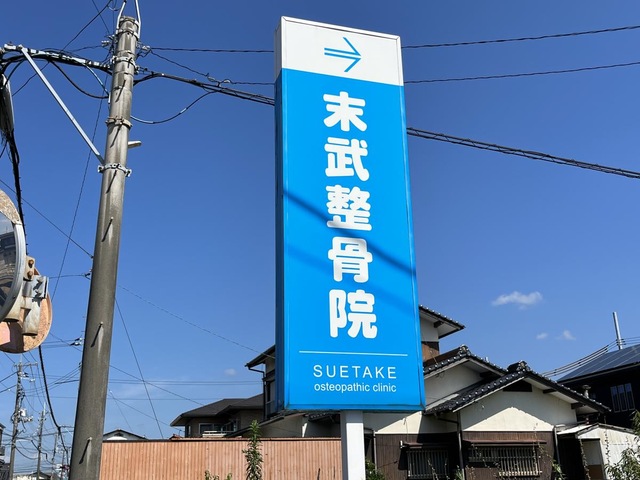 末武整骨院
SUETAKE
osteopathic clinic